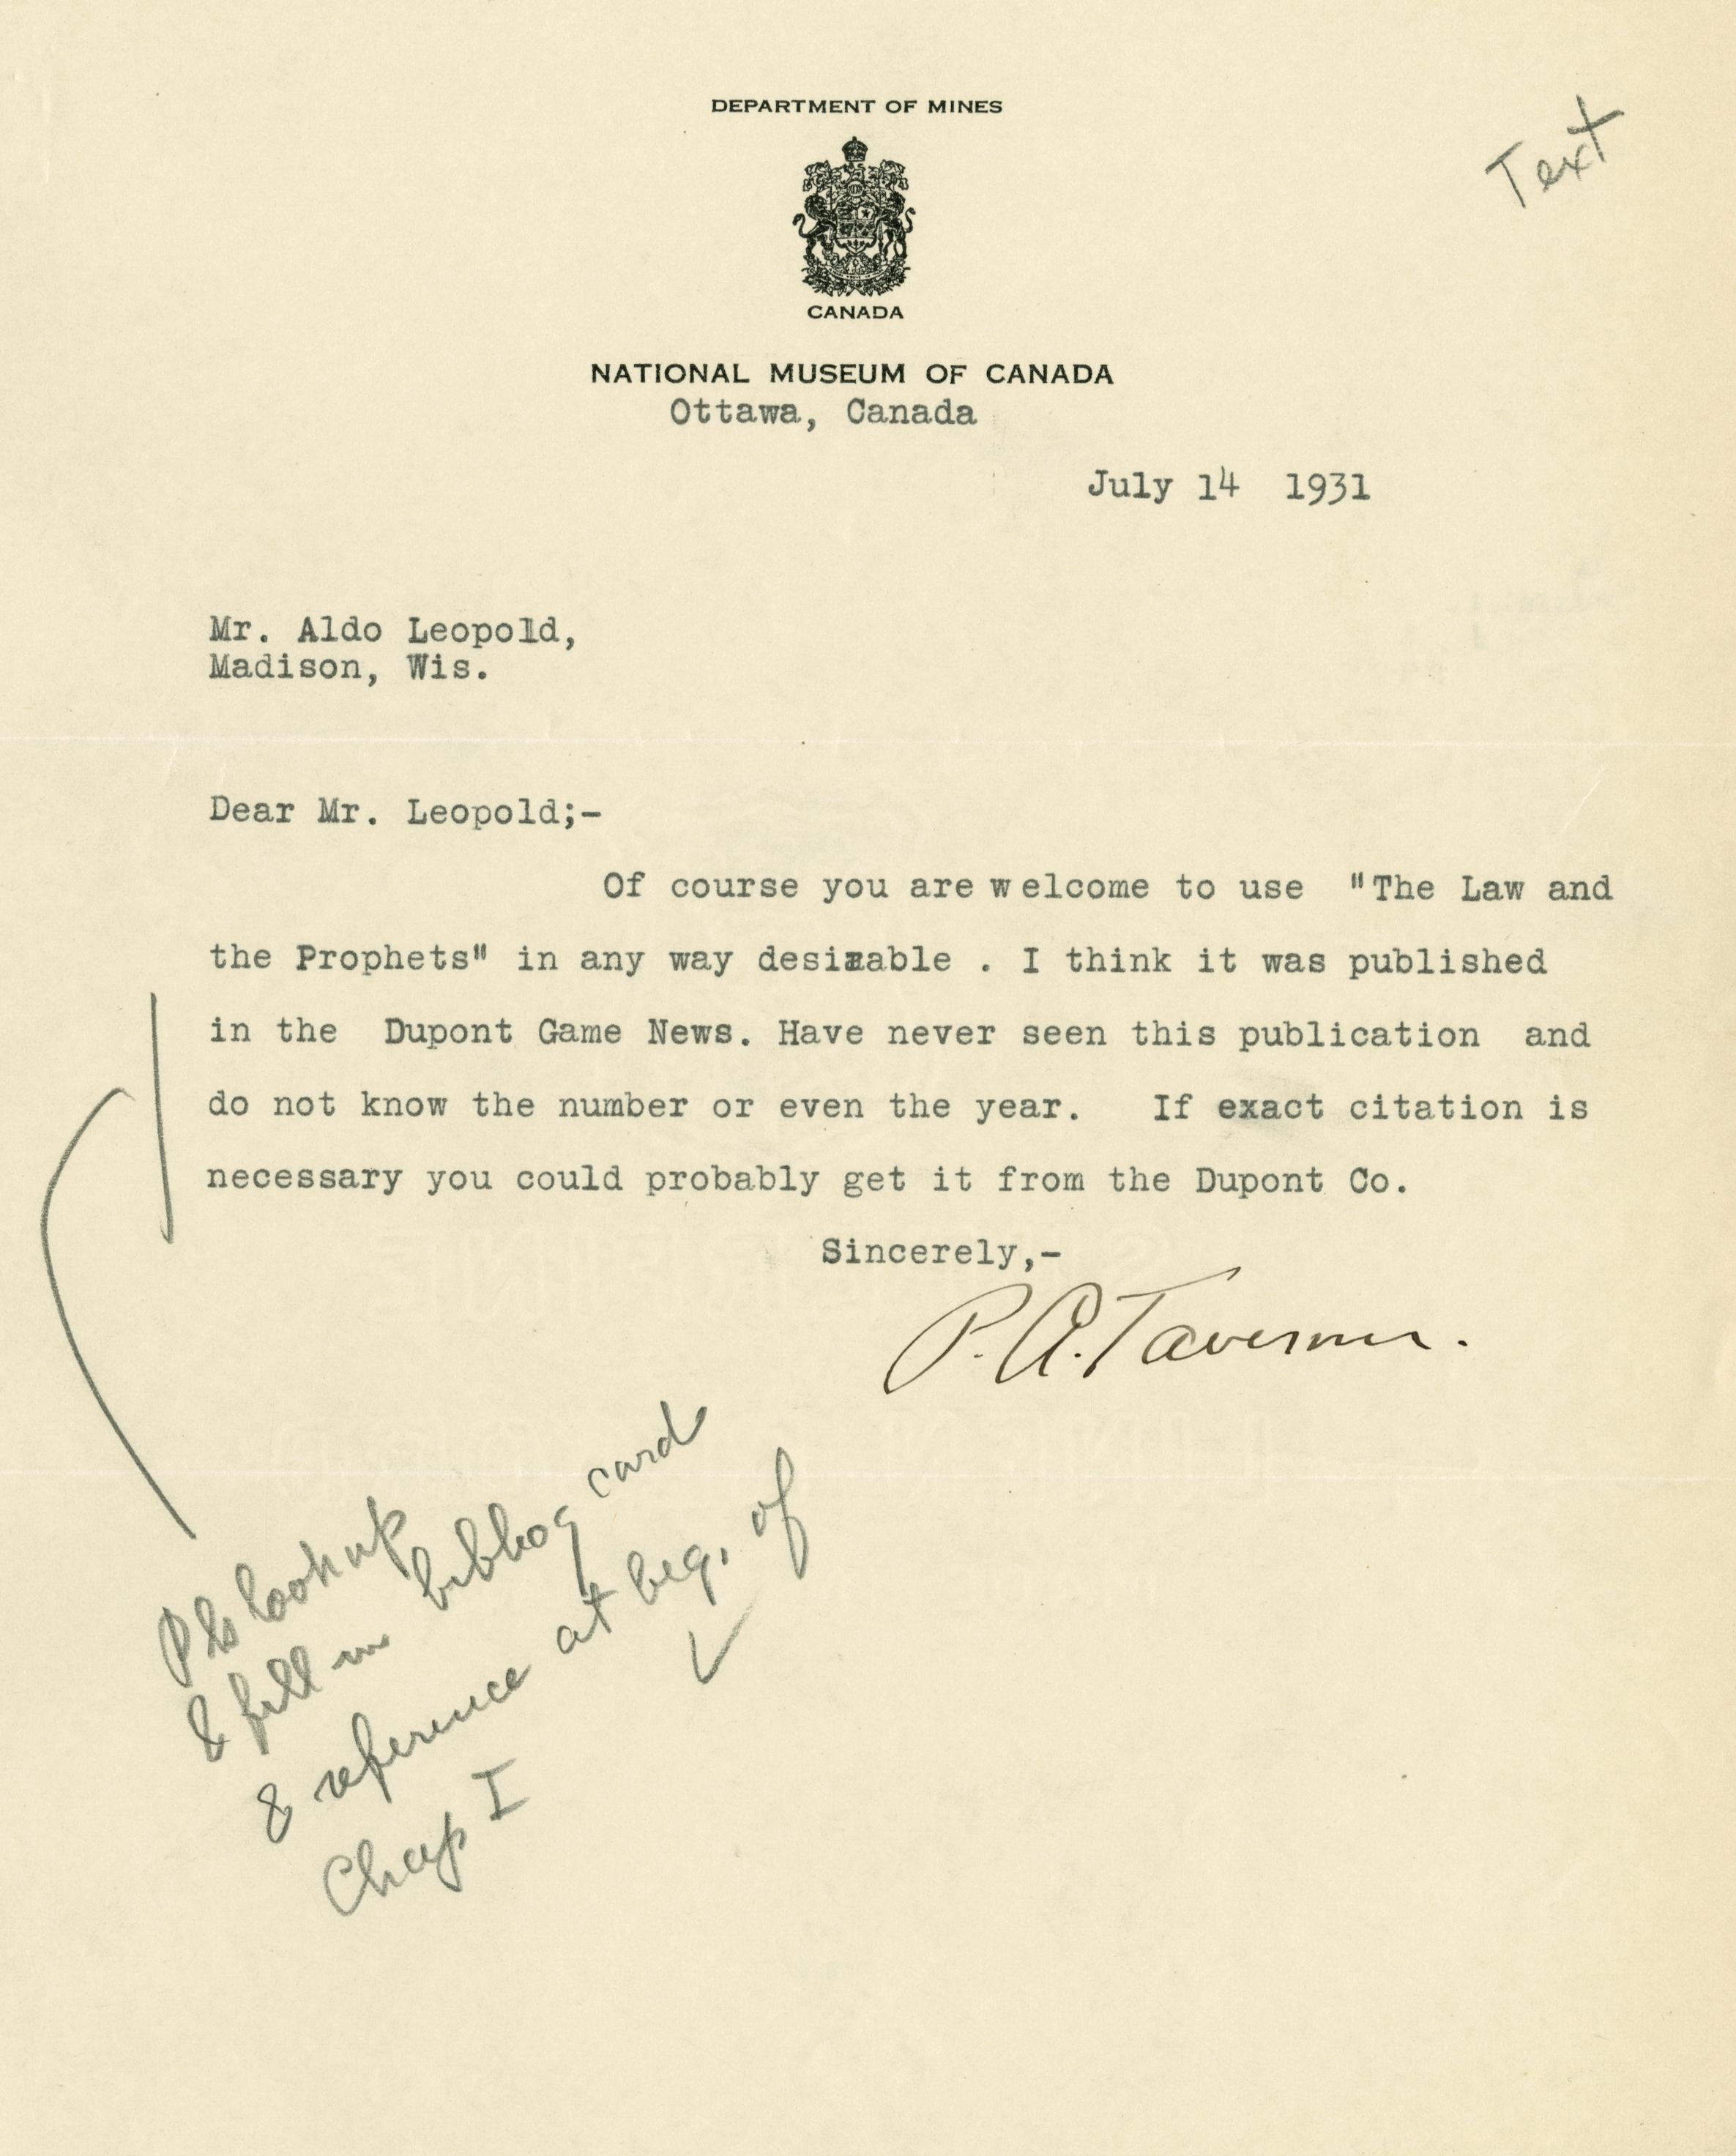 DEPARTMENT OF MINES
Text
CANADA
NATIONAL MUSEUM OF CANADA
Ottawa, Canada
July 14 1931
Mr. Aldo Leopold,
Madison, Wis.
Dear Mr. Leopold;-
Of course you are welcome to use "The Law and
the Prophets" in any way desirable . I think it was published
in the Dupont Game News. Have never seen this publication and
do not know the number or even the year. If exact citation is
necessary you could probably get it from the Dupont Co.
Sincerely,-
P. A. Taverner.
Pls look up
& fill in bibliog card
& reference at beg. of
Chap I